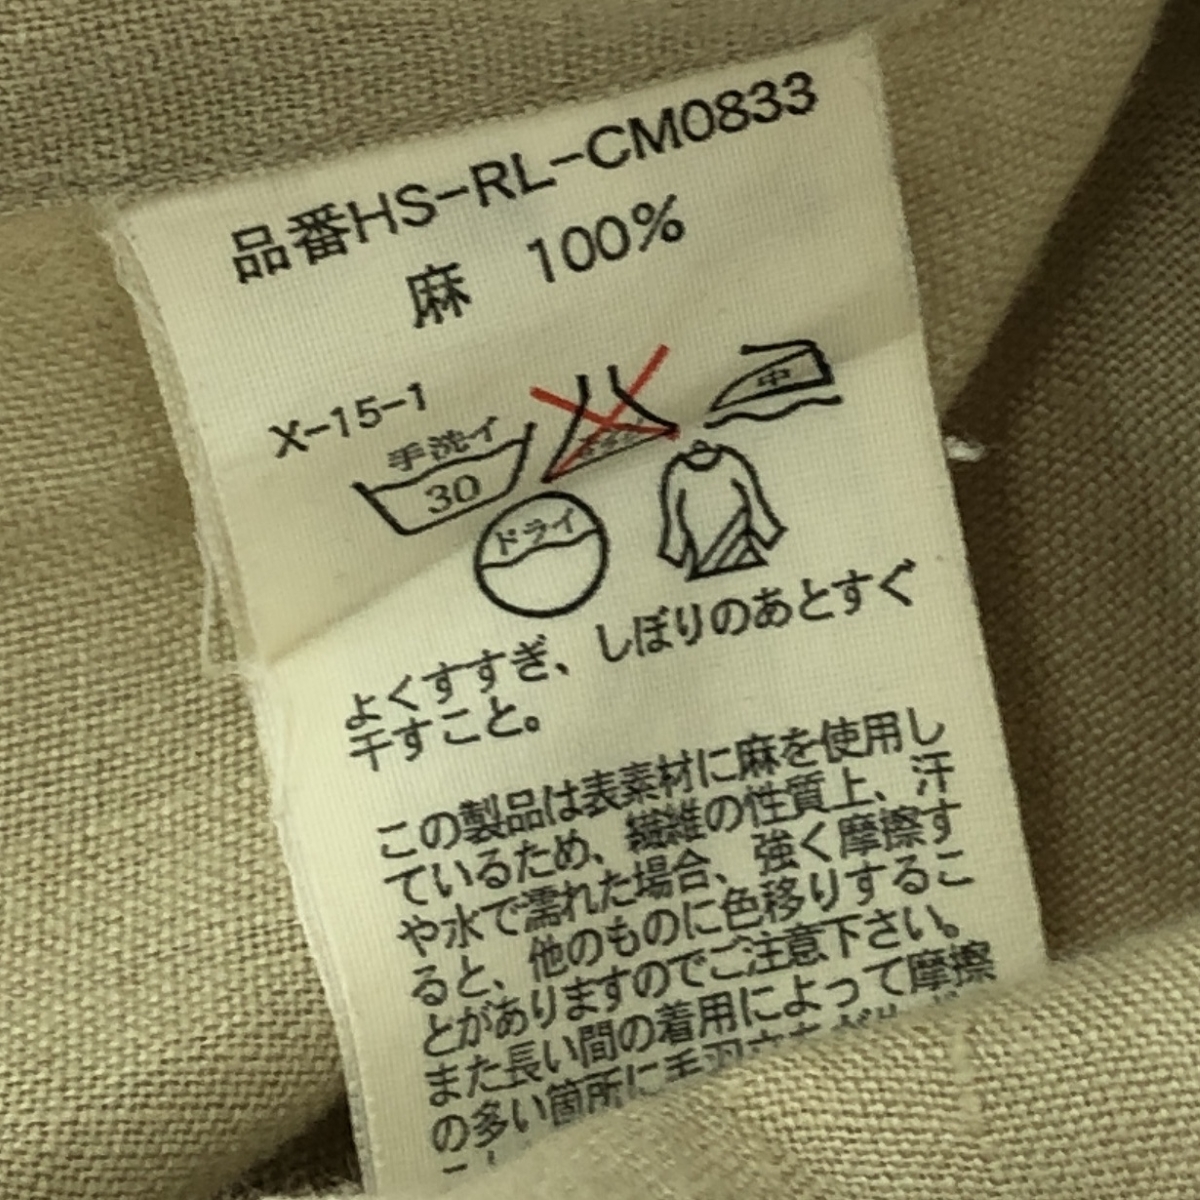 品番HS-RL-CM0833
麻 100%
X-15-1
手洗イ
30
中
ドライ
よくすすぎ、しぼりのあとすぐ
干すこと。
この製品は表素材に麻を使用し
ているため、繊維の性質上、汗
や水で濡れた場合、強く摩擦す
ると、他のものに色移りするこ
とがありますのでご注意下さい。
また長い間の着用によって摩擦
の多い箇所に毛羽立ち